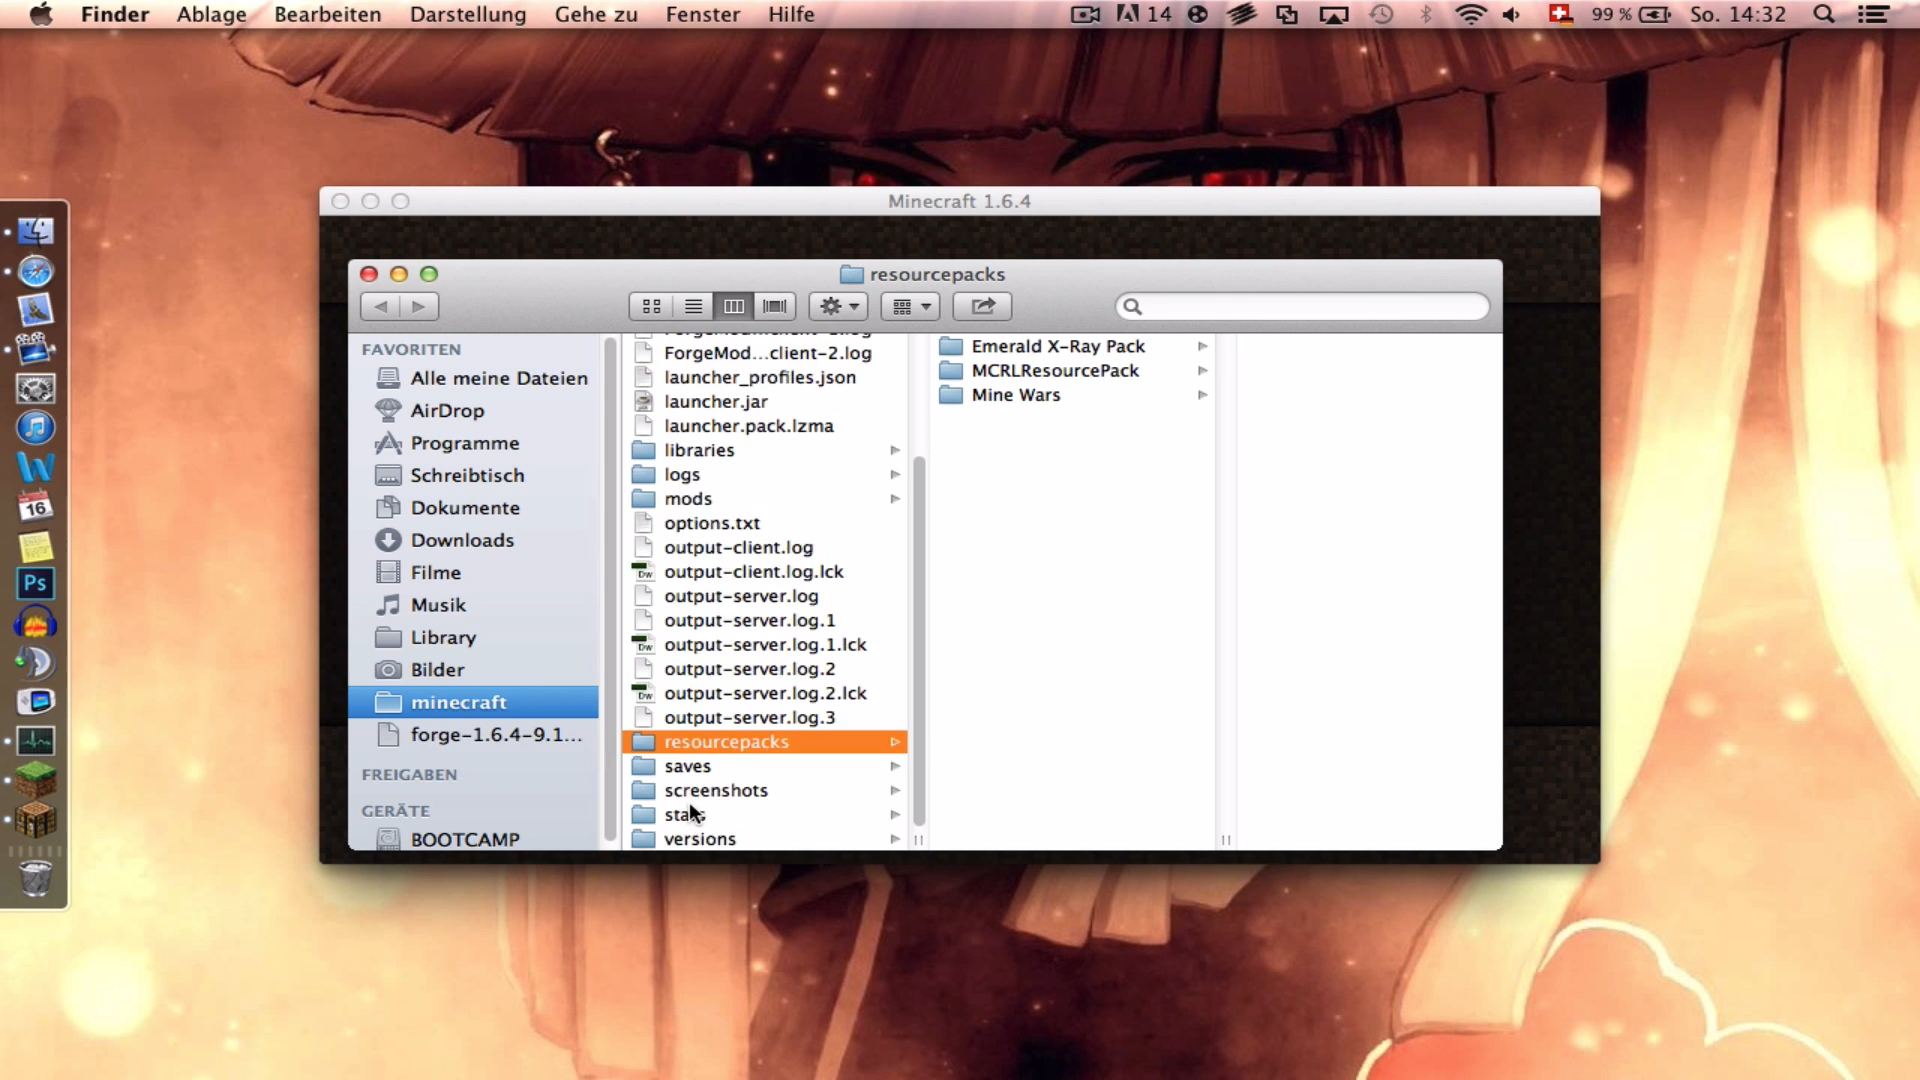 Finder Ablage Bearbeiten Darstellung Gehe zu Fenster Hilfe 14 99 % So. 14:32
Minecraft 1.6.4
resourcepacks
FAVORITEN
Alle meine Dateien
AirDrop
Programme
Schreibtisch
Dokumente
Downloads
Filme
Musik
Library
Bilder
minecraft
forge-1.6.4-9.1...
FREIGABEN
GERÄTE
BOOTCAMP
ForgeMod...client-2.log
launcher_profiles.json
launcher.jar
launcher.pack.lzma
libraries
logs
mods
options.txt
output-client.log
output-client.log.lck
output-server.log
output-server.log.1
output-server.log.1.lck
output-server.log.2
output-server.log.2.lck
output-server.log.3
resourcepacks
saves
screenshots
stats
versions
Emerald X-Ray Pack
MCRLResourcePack
Mine Wars
16
Ps
Dw
Dw
Dw